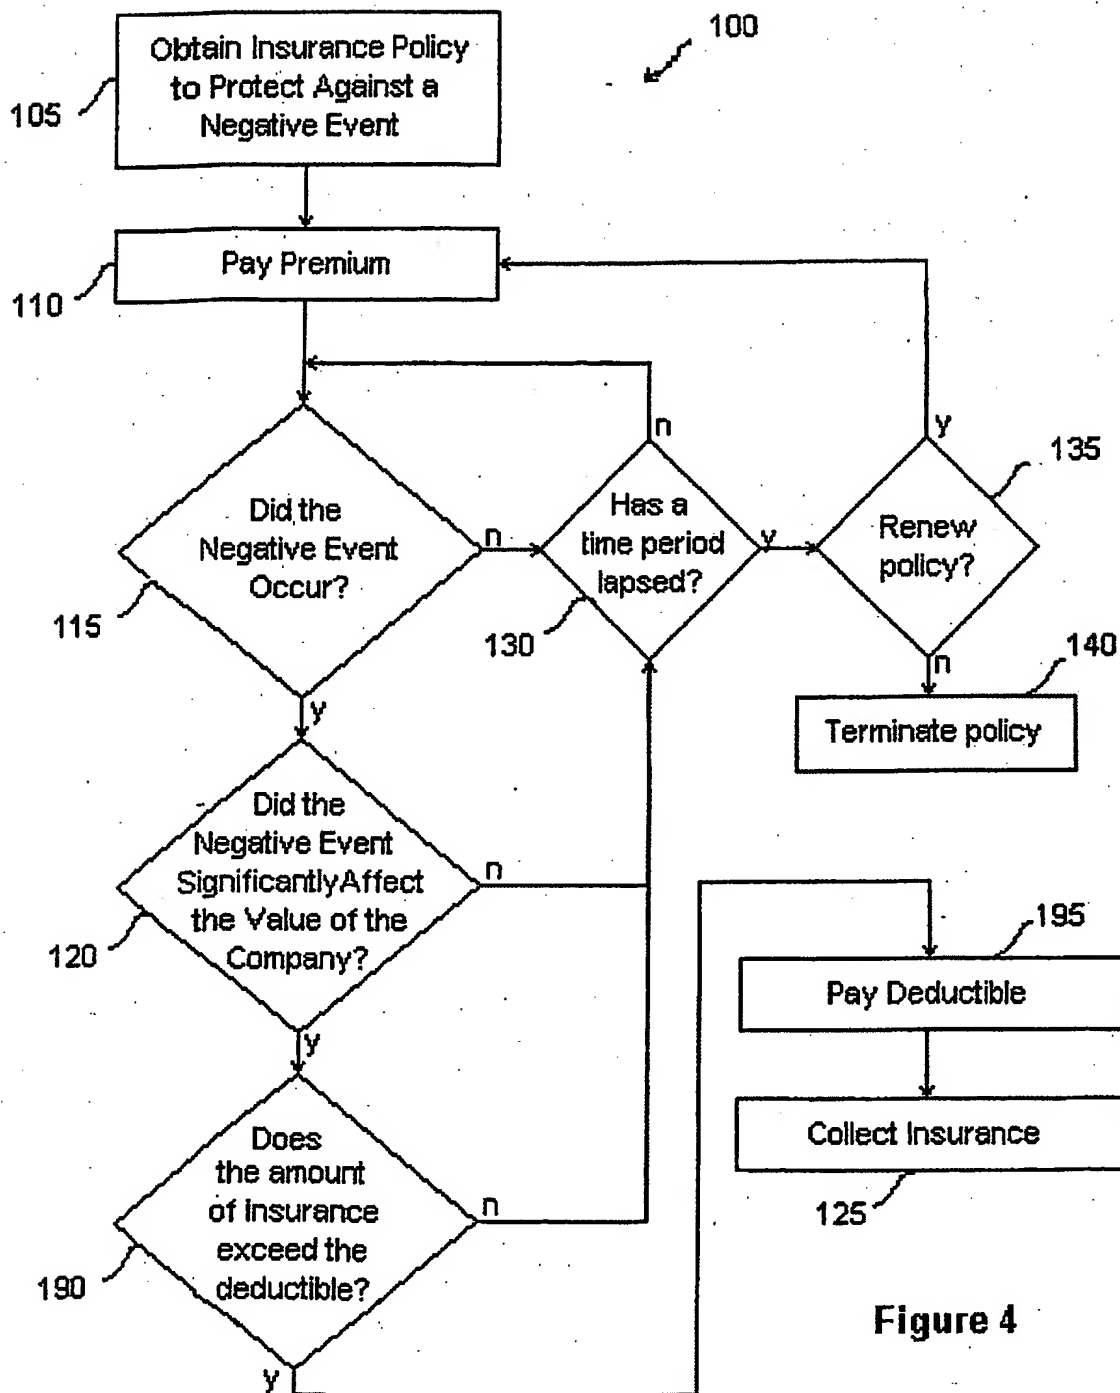 100
Obtain Insurance Policy
to Protect Against a
Negative Event
105
Pay Premium
110
n
y
135
Did the
Negative Event
Occur?
115
n
Has a
time period
lapsed?
130
y
Renew
policy?
n
140
Terminate policy
y
Did the
Negative Event
Significantly Affect
the Value of the
Company?
120
n
y
195
Pay Deductible
Collect Insurance
125
Does
the amount
of insurance
exceed the
deductible?
190
n
y
Figure 4